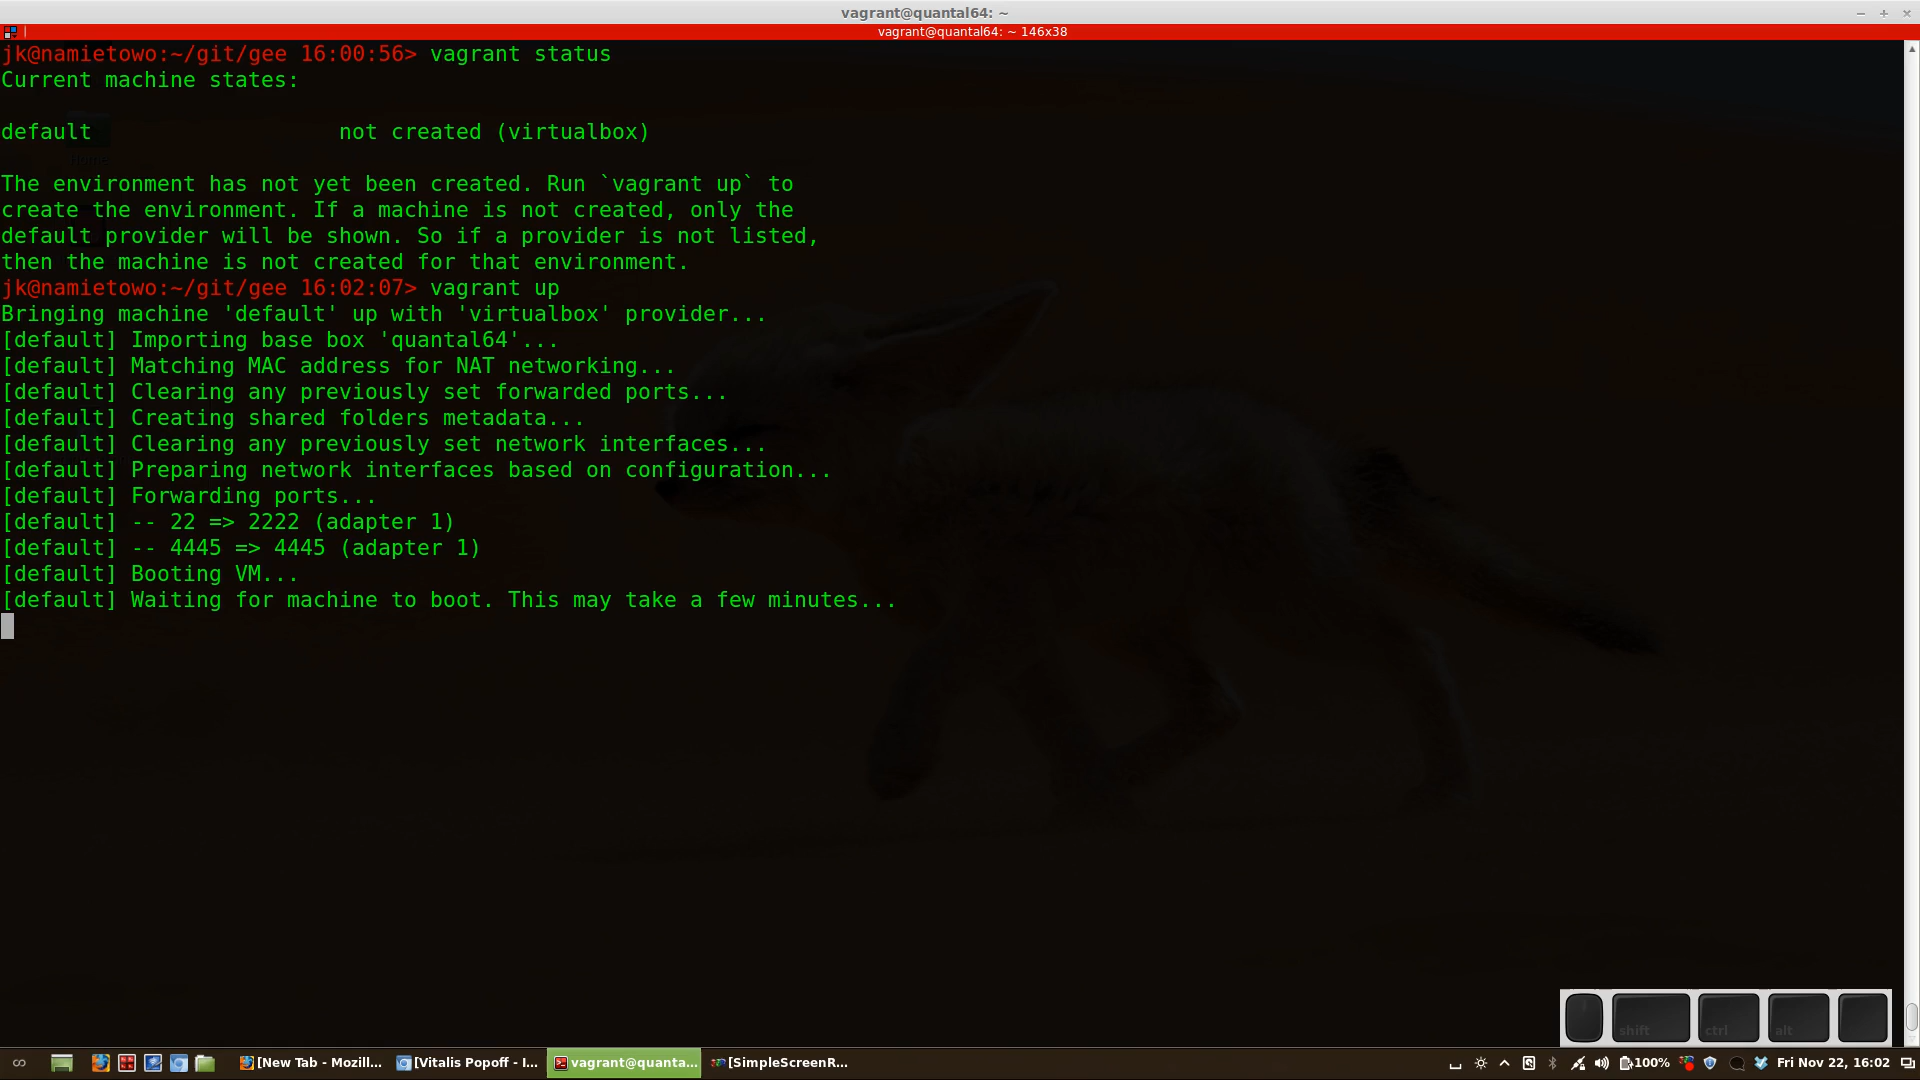 vagrant@quantal64: ~
vagrant@quantal64: ~ 146x38
jk@namietowo:~/git/gee 16:00:56> vagrant status
Current machine states:
default                   not created (virtualbox)
The environment has not yet been created. Run `vagrant up` to
create the environment. If a machine is not created, only the
default provider will be shown. So if a provider is not listed,
then the machine is not created for that environment.
jk@namietowo:~/git/gee 16:02:07> vagrant up
Bringing machine 'default' up with 'virtualbox' provider...
[default] Importing base box 'quantal64'...
[default] Matching MAC address for NAT networking...
[default] Clearing any previously set forwarded ports...
[default] Creating shared folders metadata...
[default] Clearing any previously set network interfaces...
[default] Preparing network interfaces based on configuration...
[default] Forwarding ports...
[default] -- 22 => 2222 (adapter 1)
[default] -- 4445 => 4445 (adapter 1)
[default] Booting VM...
[default] Waiting for machine to boot. This may take a few minutes...
shift ctrl alt
[New Tab - Mozill... [Vitalis Popoff - I... vagrant@quanta... [SimpleScreenR... 100% Fri Nov 22, 16:02